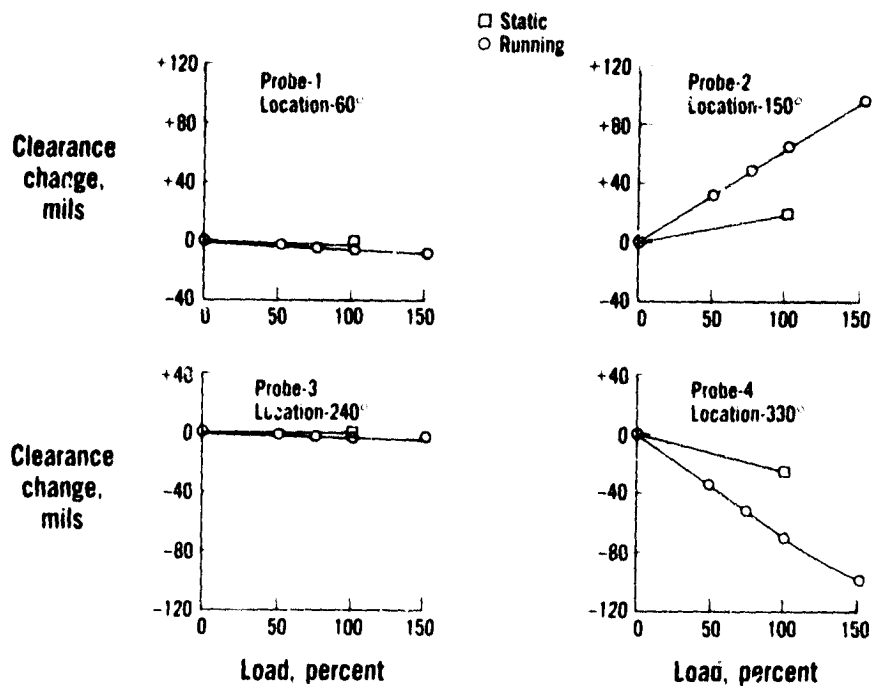 Static
Running
+120
+80
+40
0
−40
Clearance
change,
mils
Probe-1
Location-60°
0 50 100 150
+120
+80
+40
0
−40
Probe-2
Location-150°
0 50 100 150
+40
0
−40
−80
−120
Clearance
change,
mils
Probe-3
Location-240°
0 50 100 150
Load, percent
+40
0
−40
−80
−120
Probe-4
Location-330°
0 50 100 150
Load, percent